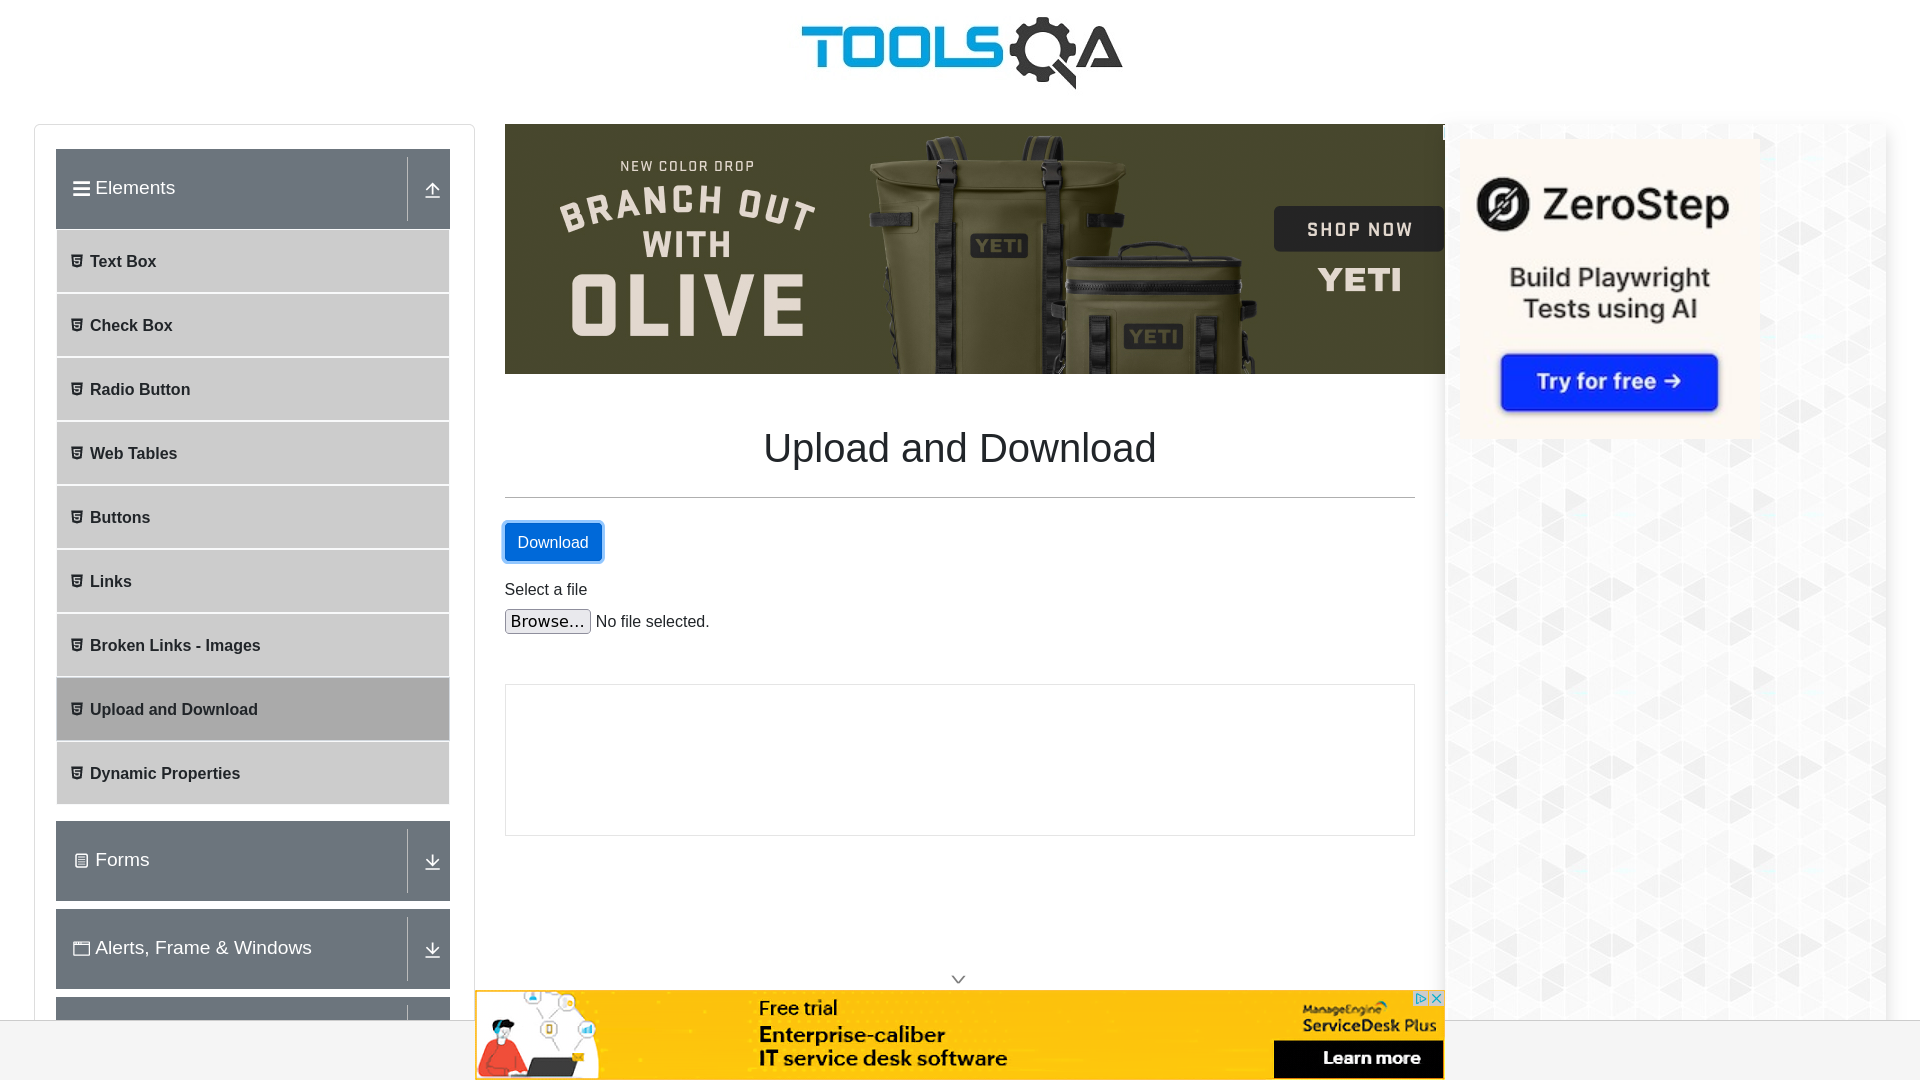 TOOLSQA
Elements
Text Box
Check Box
Radio Button
Web Tables
Buttons
Links
Broken Links - Images
Upload and Download
Dynamic Properties
Forms
Alerts, Frame & Windows
NEW COLOR DROP
BRANCH OUT
WITH
OLIVE
YETI
YETI
SHOP NOW
YETI
Upload and Download
Download
Select a file
Browse... No file selected.
ZeroStep
Build Playwright
Tests using AI
Try for free →
Free trial
Enterprise-caliber
IT service desk software
ManageEngine
ServiceDesk Plus
Learn more